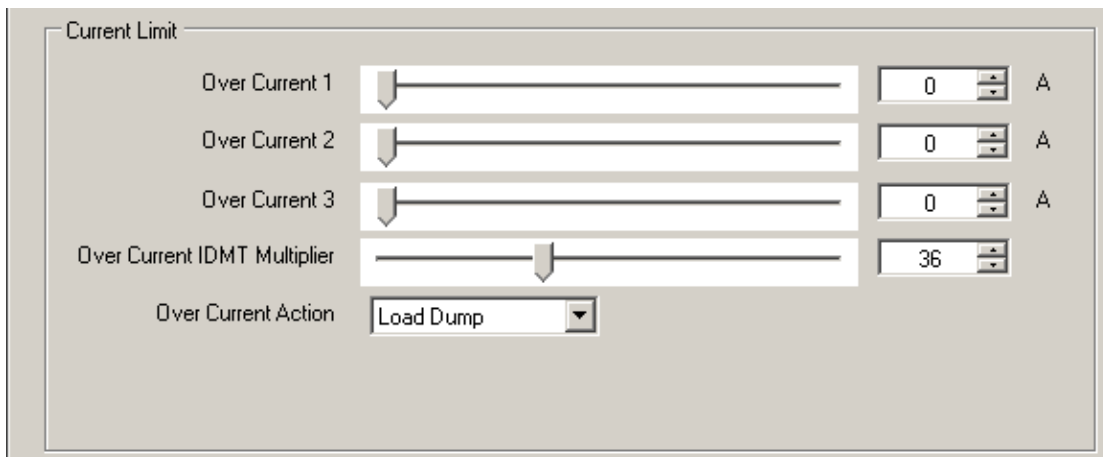 Current Limit
Over Current 1 0 A
Over Current 2 0 A
Over Current 3 0 A
Over Current IDMT Multiplier 36
Over Current Action Load Dump